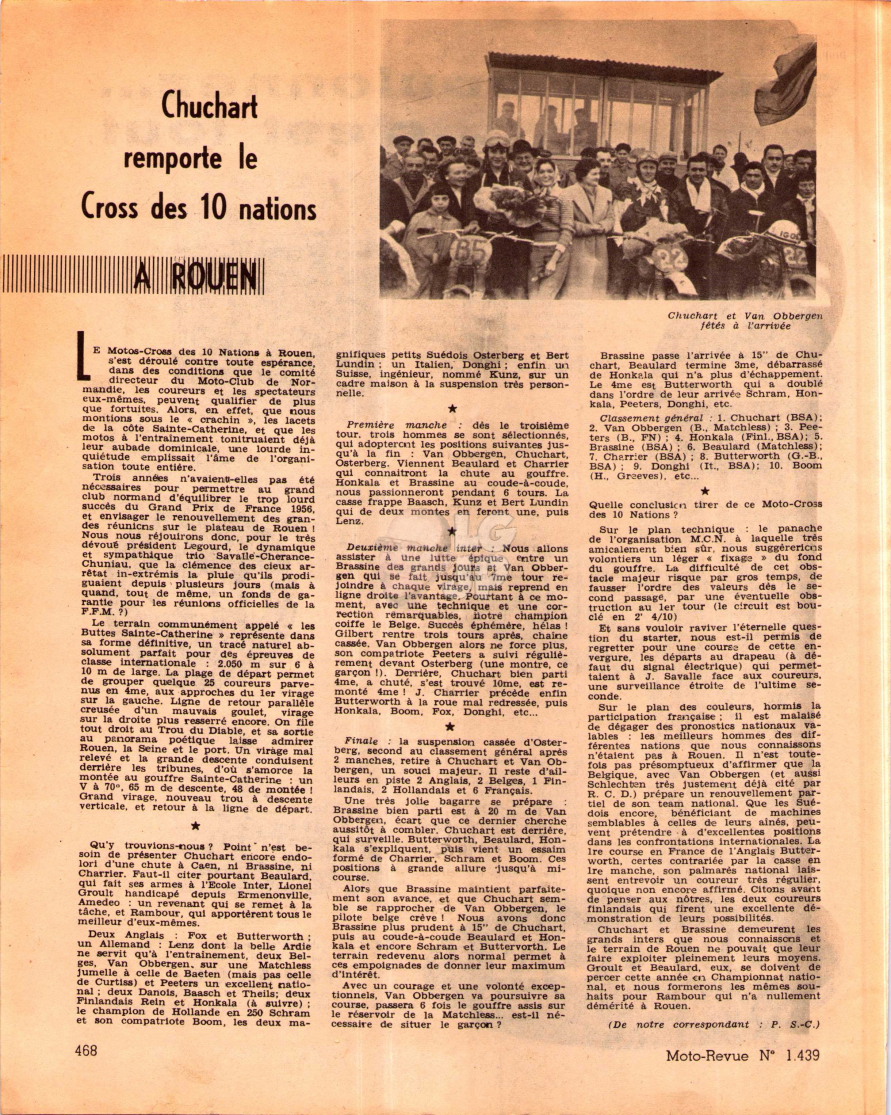 Chuchart
remporte le
Cross des 10 nations
A ROUEN
Chuchart et Van Obbergen
fêtés à l'arrivée
LE Motos-Cross des 10 Nations à Rouen,
s'est déroulé contre toute espérance,
dans des conditions que le comité
directeur du Moto-Club de Nor-
mandie, les coureurs et les spectateurs
eux-mêmes, peuvent qualifier de plus
que fortuites. Alors, en effet, que nous
montions sous le « crachin », les lacets
de la côte Sainte-Catherine, et que les
motos à l'entraînement tonitruaient déjà
leur aubade dominicale, une lourde in-
quiétude emplissait l'âme de l'organi-
sation toute entiére.
Trois années n'avaient-elles pas été
nécessaires pour permettre au grand
club normand d'équilibrer le trop lourd
succés du Grand Prix de France 1956,
et envisager le renouvellement des gran-
des réunions sur le plateau de Rouen !
Nous nous réjouirons donc, pour le trés
dévoué président Legourd, le dynamique
et sympathique trio Savalle-Cherance-
Chuniau, que la clémence des cieux ar-
rêtat in-extrémis la pluie qu'ils prodi-
guaient depuis plusieurs jours (mais à
quand, tout de même, un fonds de ga-
rantie pour les réunions officielles de la
F.F.M. ?)
Le terrain communément appelé « les
Buttes Sainte-Catherine » représente dans
sa forme définitive, un tracé naturel ab-
solument parfait pour des épreuves de
classe internationale : 2.050 m sur 6 à
10 m de large. La plage de départ permet
de grouper quelque 25 coureurs parve-
nus en 4me, aux approches du 1er virage
sur la gauche. Ligne de retour paralléle
creusée d'un mauvais goulet, virage
sur la droite plus resserré encore. On file
tout droit au Trou du Diable, et sa sortie
au panorama poétique laisse admirer
Rouen, la Seine et le port. Un virage mal
relevé et la grande descente conduisent
derriére les tribunes, d'où s'amorce la
montée au gouffre Sainte-Catherine : un
V à 70°, 65 m de descente, 48 de montée !
Grand virage, nouveau trou à descente
verticale, et retour à la ligne de départ.
★
Qu'y trouvions-nous ? Point n'est be-
soin de présenter Chuchart encore endo-
lori d'une chute à Caen, ni Brassine, ni
Charrier. Faut-il citer pourtant Beaulard,
qui fait ses armes à l'Ecole Inter, Lionel
Groult handicapé depuis Ermenonville,
Amedeo : un revenant qui se remet à la
tâche, et Rambour, qui apportèrent tous le
meilleur d'eux-mêmes.
Deux Anglais : Fox et Butterworth ;
un Allemand : Lenz dont la belle Ardie
ne servit qu'à l'entraînement, deux Bel-
ges, Van Obbergen, sur une Matchless
jumelle à celle de Baeten (mais pas celle
de Curtiss) et Peeters un excellent natio-
nal ; deux Danois, Baasch et Theils; deux
Finlandais Rein et Honkala (à suivre) ;
le champion de Hollande en 250 Schram
et son compatriote Boom, les deux ma-
gnifiques petits Suédois Osterberg et Bert
Lundin ; un Italien, Donghi ; enfin un
Suisse, ingénieur, nommé Kunz, sur un
cadre maison à la suspension très person-
nelle.
★
Première manche : dés le troisiéme
tour, trois hommes se sont sélectionnés,
qui adopteront les positions suivantes jus-
qu'à la fin : Van Obbergen, Chuchart,
Osterberg. Viennent Beaulard et Charrier
qui connaitront la chute au gouffre.
Honkala et Brassine au coude-à-coude,
nous passionneront pendant 6 tours. La
casse frappe Baasch, Kunz et Bert Lundin
qui de deux montes en feront une, puis
Lenz.
★
Deuxième manche inter : Nous allons
assister à une lutte épique entre un
Brassine des grands jours et Van Obber-
gen qui se fait jusqu'au 7me tour re-
joindre à chaque virage, mais reprend en
ligne droite l'avantage. Pourtant à ce mo-
ment, avec une technique et une cor-
rection remarquables, notre champion
coiffe le Belge. Succés éphémère, hélas !
Gilbert rentre trois tours aprés, chaîne
cassée. Van Obbergen alors ne force plus,
son compatriote Peeters a suivi réguliè-
rement devant Osterberg (une montre, ce
garçon !). Derriére, Chuchart bien parti
4me, a chuté, s'est trouvé 10me, est re-
monté 4me ! J. Charrier précède enfin
Butterworth à la roue mal redressée, puis
Honkala, Boom, Fox, Donghi, etc...
★
Finale : la suspension cassée d'Oster-
berg, second au classement général aprés
2 manches, retire à Chuchart et Van Ob-
bergen, un souci majeur. Il reste d'ail-
leurs en piste 2 Anglais, 2 Belges, 1 Fin-
landais, 2 Hollandais et 6 Français.
Une trés jolie bagarre se prépare :
Brassine bien parti est à 20 m de Van
Obbergen, écart que ce dernier cherche
aussitôt à combler. Chuchart est derriére,
qui surveille. Butterworth, Beaulard, Hon-
kala s'expliquent, puis vient un essaim
formé de Charrier, Schram et Boom. Ces
positions à grande allure jusqu'à mi-
course.
Alors que Brassine maintient parfaite-
ment son avance, et que Chuchart sem-
ble se rapprocher de Van Obbergen, le
pilote belge crêve ! Nous avons donc
Brassine plus prudent à 15" de Chuchart,
puis au coude-à-coude Beaulard et Hon-
kala et encore Schram et Buttervorth. Le
terrain redevenu alors normal permet à
ces empoignades de donner leur maximum
d'intérêt.
Avec un courage et une volonté excep-
tionnels, Van Obbergen va poursuivre sa
course, passera 6 fois le gouffre assis sur
le réservoir de la Matchless... est-il né-
cessaire de situer le garçon ?
Brassine passe l'arrivée à 15" de Chu-
chart, Beaulard termine 3me, débarrassé
de Honkala qui n'a plus d'échappement.
Le 4me est Butterworth qui a doublé
dans l'ordre de leur arrivée Schram, Hon-
kala, Peeters, Donghi, etc.
Classement général : 1. Chuchart (BSA);
2. Van Obbergen (B., Matchless) ; 3. Pee-
ters (B., FN) ; 4. Honkala (Finl., BSA); 5.
Brassine (BSA) ; 6. Beaulard (Matchless);
7. Charrier (BSA) ; 8. Butterworth (G.-B.,
BSA) ; 9. Donghi (It., BSA); 10. Boom
(H., Greeves), etc...
★
Quelle conclusion tirer de ce Moto-Cross
des 10 Nations ?
Sur le plan technique : le panache
de l'organisation M.C.N. à laquelle trés
amicalement bien sûr, nous suggérerions
volontiers un léger « fixage » du fond
du gouffre. La difficulté de cet obs-
tacle majeur risque par gros temps, de
fausser l'ordre des valeurs dès le se-
cond passage, par une éventuelle obs-
truction au 1er tour (le circuit est bou-
clé en 2' 4/10)
Et sans vouloir raviver l'éternelle ques-
tion du starter, nous est-il permis de
regretter pour une course de cette en-
vergure, les départs au drapeau (à dé-
faut du signal électrique) qui permet-
taient à J. Savalle face aux coureurs,
une surveillance étroite de l'ultime se-
conde.
Sur le plan des couleurs, hormis la
participation française ; il est malaisé
de dégager des pronostics nationaux va-
lables : les meilleurs hommes des dif-
férentes nations que nous connaissons
n'étaient pas à Rouen. Il n'est toute-
fois pas présomptueux d'affirmer que la
Belgique, avec Van Obbergen (et aussi
Schlechten trés justement déjà cité par
R. C. D.) prépare un renouvellement par-
tiel de son team national. Que les Sué-
dois encore, bénéficiant de machines
semblables à celles de leurs aînés, peu-
vent prétendre à d'excellentes positions
dans les confrontations internationales. La
1re course en France de l'Anglais Butter-
worth, certes contrariée par la casse en
1re manche, son palmarès national lais-
sent entrevoir un coureur trés régulier,
quoique non encore affirmé. Citons avant
de penser aux nôtres, les deux coureurs
finlandais qui firent une excellente dé-
monstration de leurs possibilités.
Chuchart et Brassine demeurent les
grands inters que nous connaissons et
le terrain de Rouen ne pouvait que leur
faire exploiter pleinement leurs moyens.
Groult et Beaulard, eux, se doivent de
percer cette année en Championnat natio-
nal, et nous formerons les mêmes sou-
haits pour Rambour qui n'a nullement
démérité à Rouen.
(De notre correspondant : P. S.-C.)
468
Moto-Revue N° 1.439